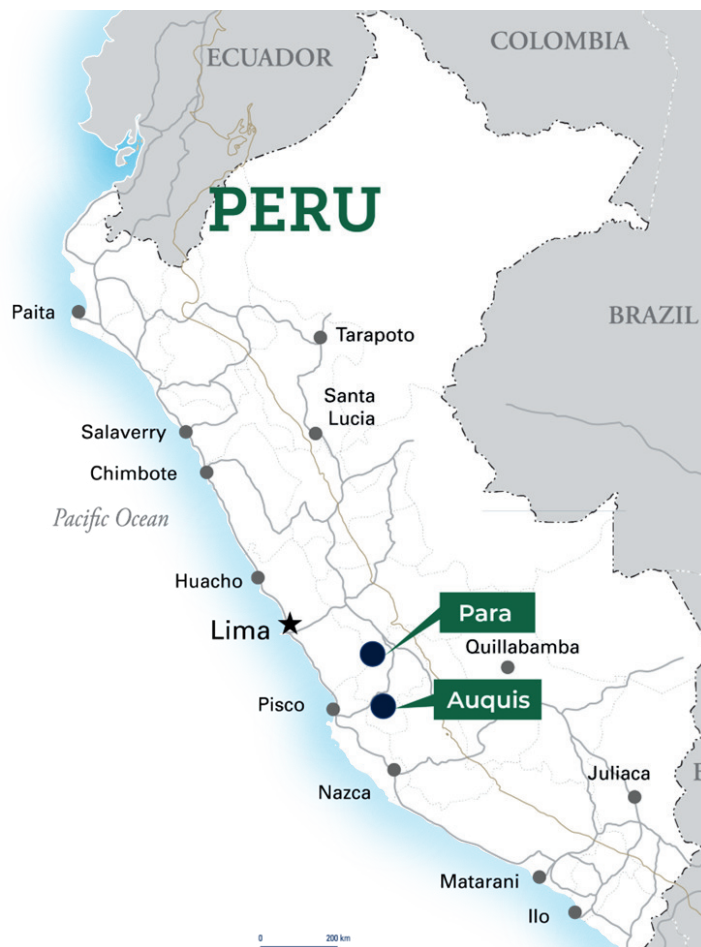 COLOMBIA
ECUADOR
PERU
Paita
BRAZIL
Tarapoto
Santa
Lucia
Salaverry
Chimbote
Pacific Ocean
Huacho
Para
Lima
Quillabamba
Auquis
Pisco
Juliaca
Nazca
Matarani
Ilo
0 200 km